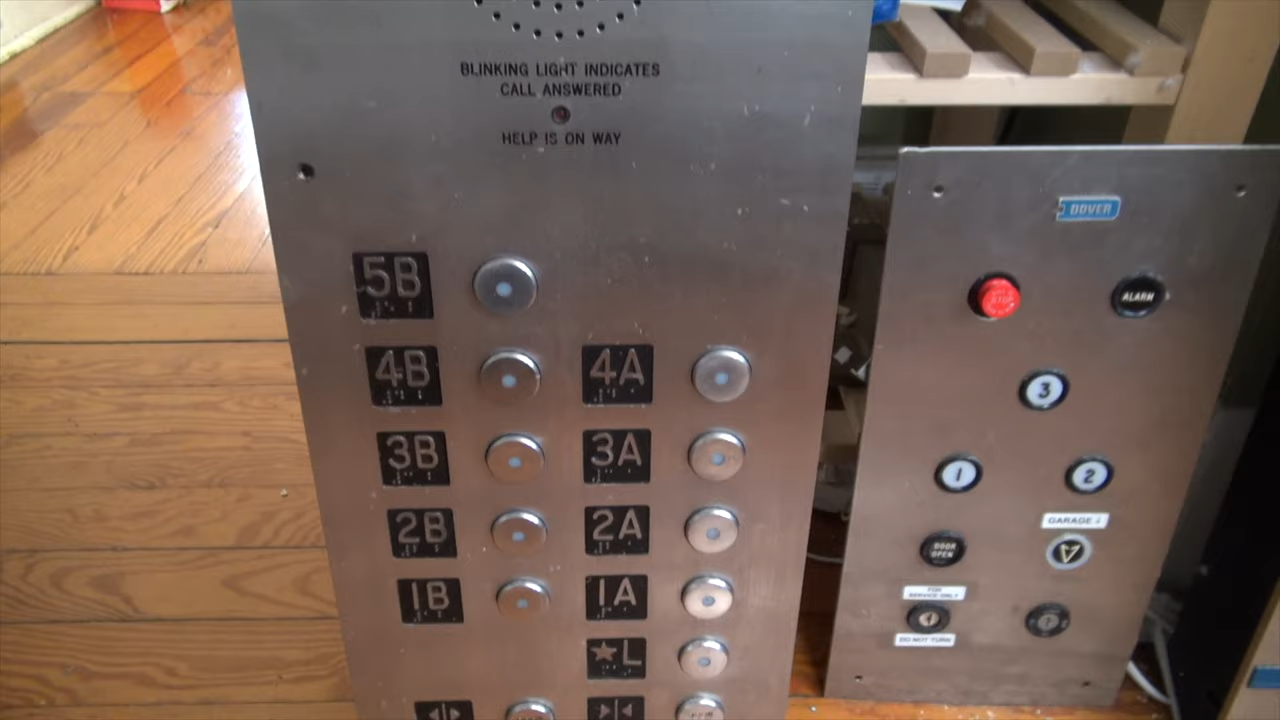 BLINKING LIGHT INDICATES
CALL ANSWERED
HELP IS ON WAY
5B
4B 4A
3B 3A
2B 2A
1B 1A
★L
DOVER
STOP
ALARM
3
1 2
GARAGE
DOOR
OPEN
FOR
SERVICE ONLY
DO NOT TURN